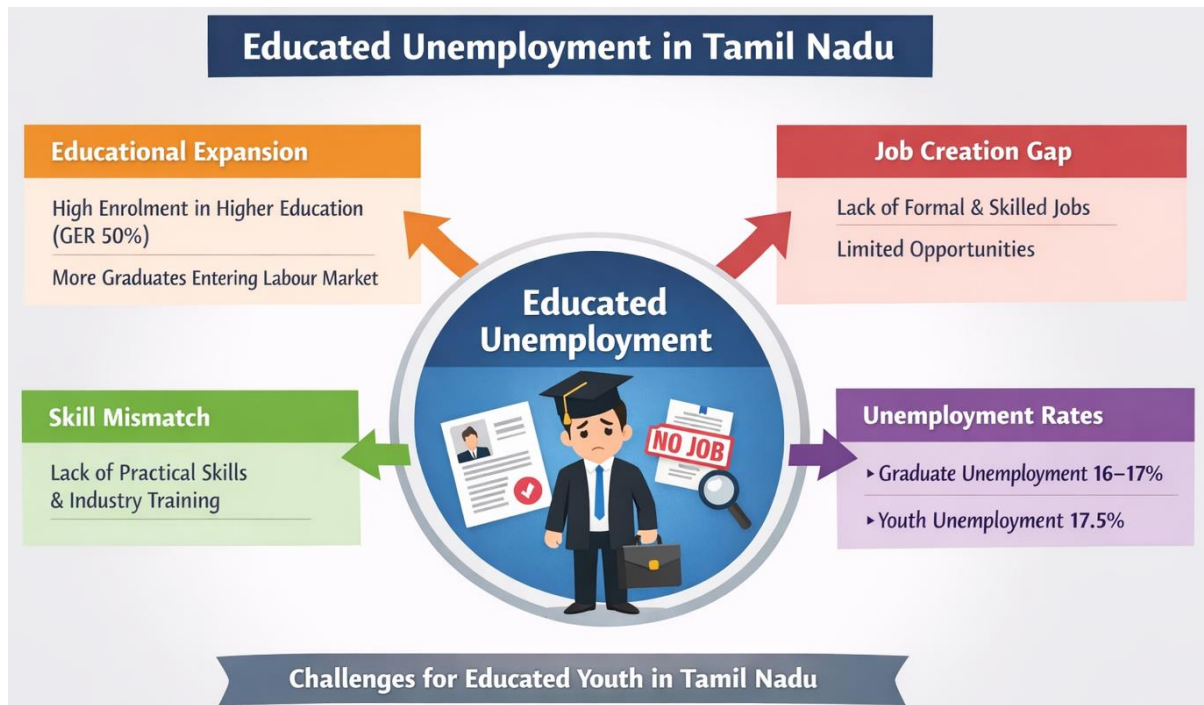 Educated Unemployment in Tamil Nadu
Educational Expansion
High Enrolment in Higher Education
(GER 50%)
More Graduates Entering Labour Market
Job Creation Gap
Lack of Formal & Skilled Jobs
Limited Opportunities
Educated
Unemployment
NO JOB
Skill Mismatch
Lack of Practical Skills
& Industry Training
Unemployment Rates
▸ Graduate Unemployment 16–17%
▸ Youth Unemployment 17.5%
Challenges for Educated Youth in Tamil Nadu